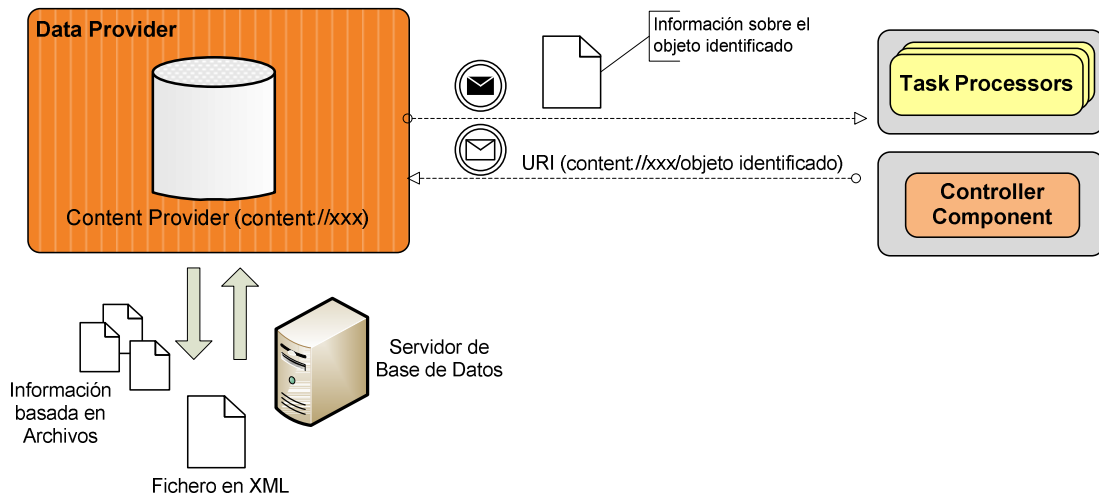 Data Provider
Content Provider (content://xxx)
Información sobre el
objeto identificado
URI (content://xxx/objeto identificado)
Task Processors
Controller
Component
Información
basada en
Archivos
Fichero en XML
Servidor de
Base de Datos